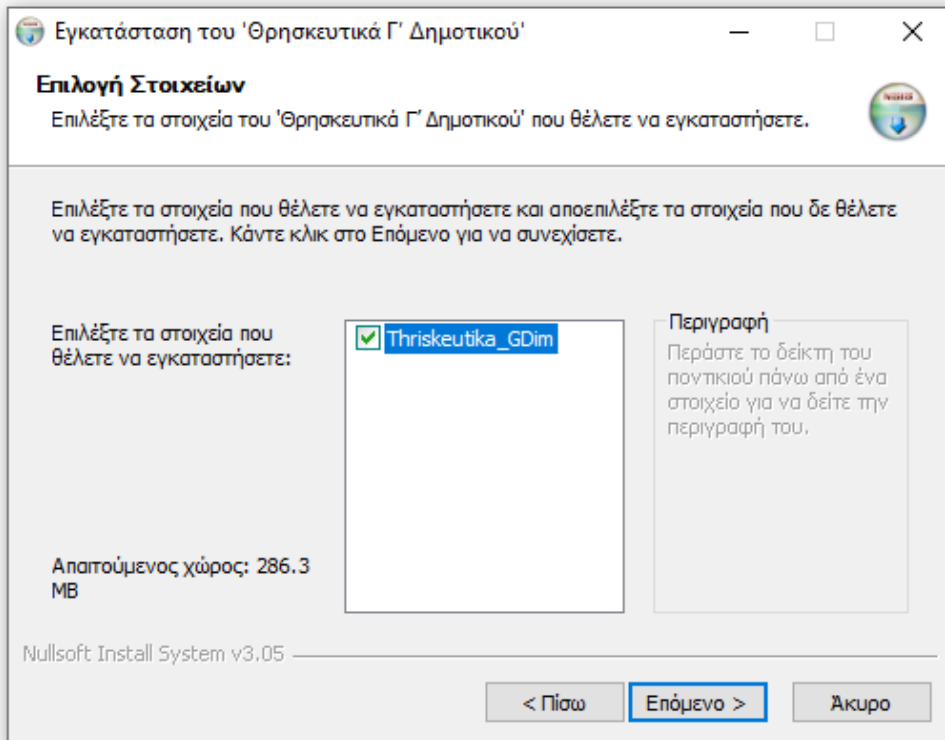 Εγκατάσταση του 'Θρησκευτικά Γ΄ Δημοτικού'
Επιλογή Στοιχείων
Επιλέξτε τα στοιχεία του 'Θρησκευτικά Γ΄ Δημοτικού' που θέλετε να εγκαταστήσετε.
Επιλέξτε τα στοιχεία που θέλετε να εγκαταστήσετε και αποεπιλέξτε τα στοιχεία που δε θέλετε
να εγκαταστήσετε. Κάντε κλικ στο Επόμενο για να συνεχίσετε.
Επιλέξτε τα στοιχεία που
θέλετε να εγκαταστήσετε:
Thriskeutika_GDim
Περιγραφή
Περάστε το δείκτη του
ποντικιού πάνω από ένα
στοιχείο για να δείτε την
περιγραφή του.
Απαιτούμενος χώρος: 286.3
MB
Nullsoft Install System v3.05
< Πίσω
Επόμενο >
Άκυρο